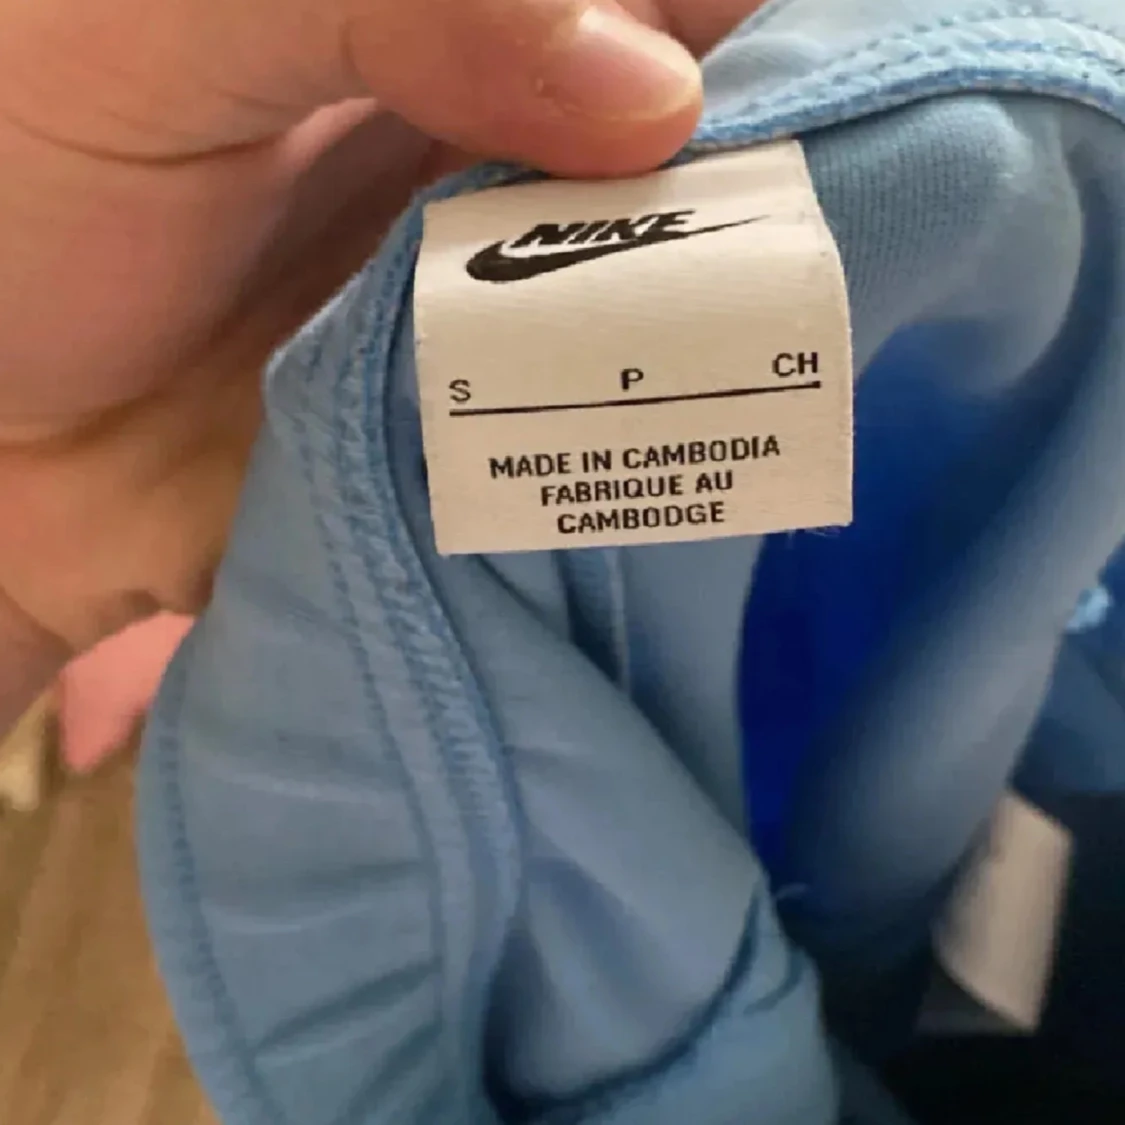 NIKE
S P CH
MADE IN CAMBODIA
FABRIQUE AU
CAMBODGE